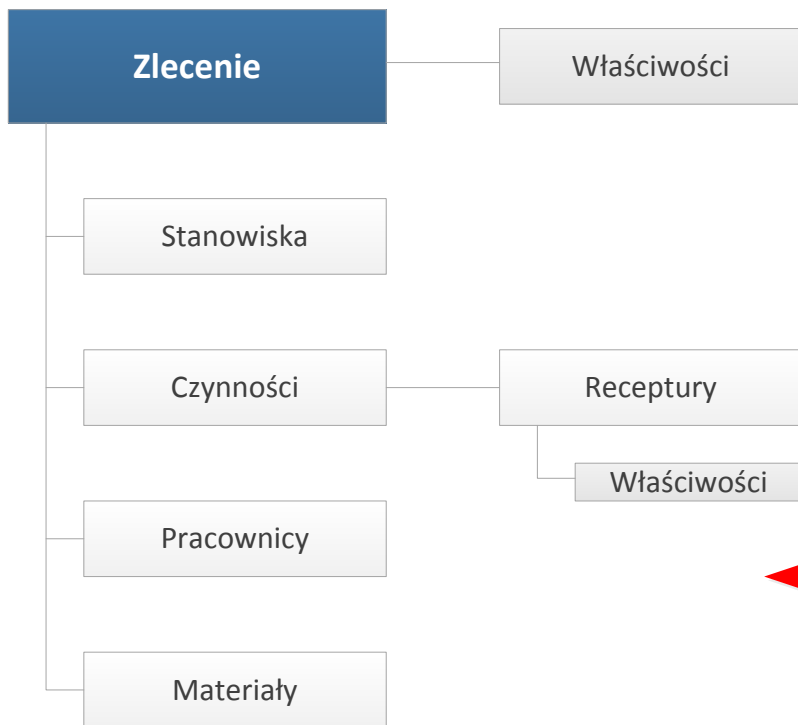 Zlecenie
Właściwości
Stanowiska
Czynności
Receptury
Właściwości
Pracownicy
Materiały